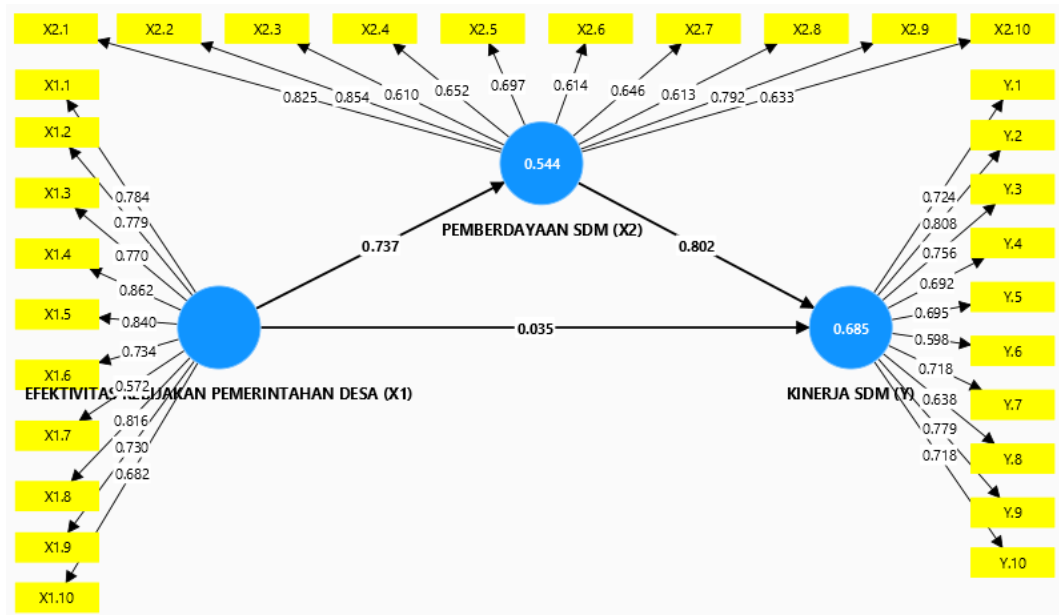 X2.1 X2.2 X2.3 X2.4 X2.5 X2.6 X2.7 X2.8 X2.9 X2.10
0.825 0.854 0.610 0.652 0.697 0.614 0.646 0.613 0.792 0.633
X1.1
X1.2
X1.3
X1.4
X1.5
X1.6
X1.7
X1.8
X1.9
X1.10
0.784
0.779
0.770
0.862
0.840
0.734
0.572
0.816
0.730
0.682
EFEKTIVITAS KEBIJAKAN PEMERINTAHAN DESA (X1)
0.737
0.544
PEMBERDAYAAN SDM (X2)
0.802
0.035
0.685
KINERJA SDM (Y)
0.724
0.808
0.756
0.692
0.695
0.598
0.718
0.638
0.779
0.718
Y.1
Y.2
Y.3
Y.4
Y.5
Y.6
Y.7
Y.8
Y.9
Y.10